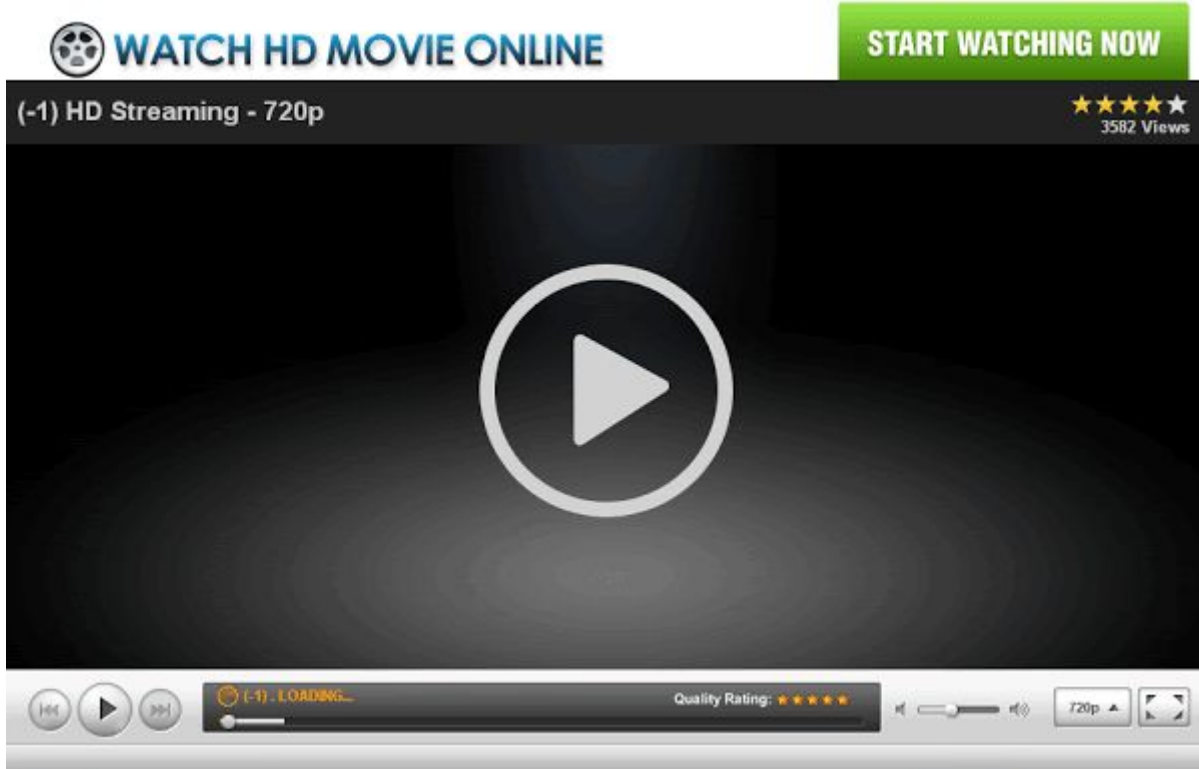 WATCH HD MOVIE ONLINE
START WATCHING NOW
(-1) HD Streaming - 720p
3582 Views
(-1) . LOADING...
Quality Rating:
720p